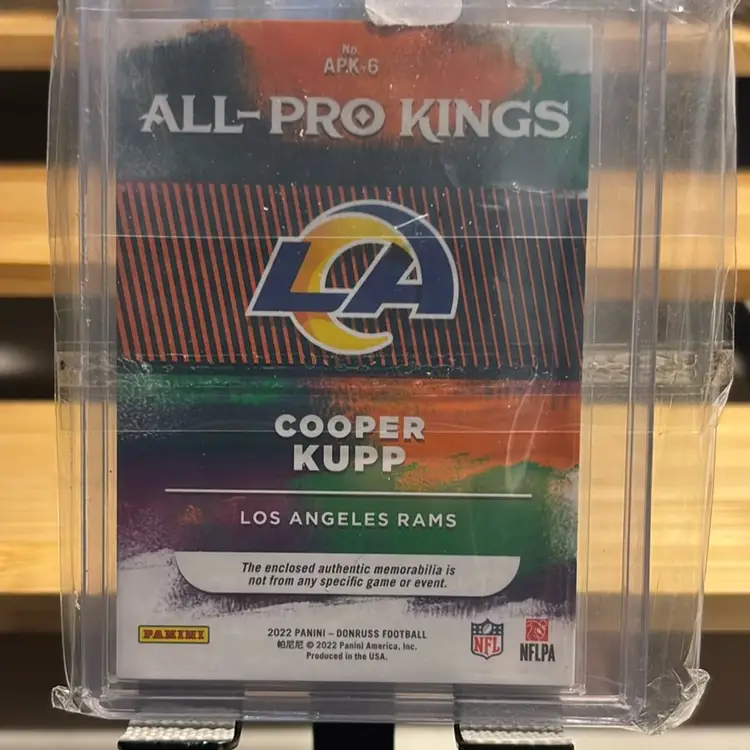 No.
APK-6
ALL-PRO KINGS
LA
COOPER
KUPP
LOS ANGELES RAMS
The enclosed authentic memorabilia is
not from any specific game or event.
PANINI
2022 PANINI – DONRUSS FOOTBALL
帕尼尼 © 2022 Panini America, Inc.
Produced in the USA.
NFL
NFLPA